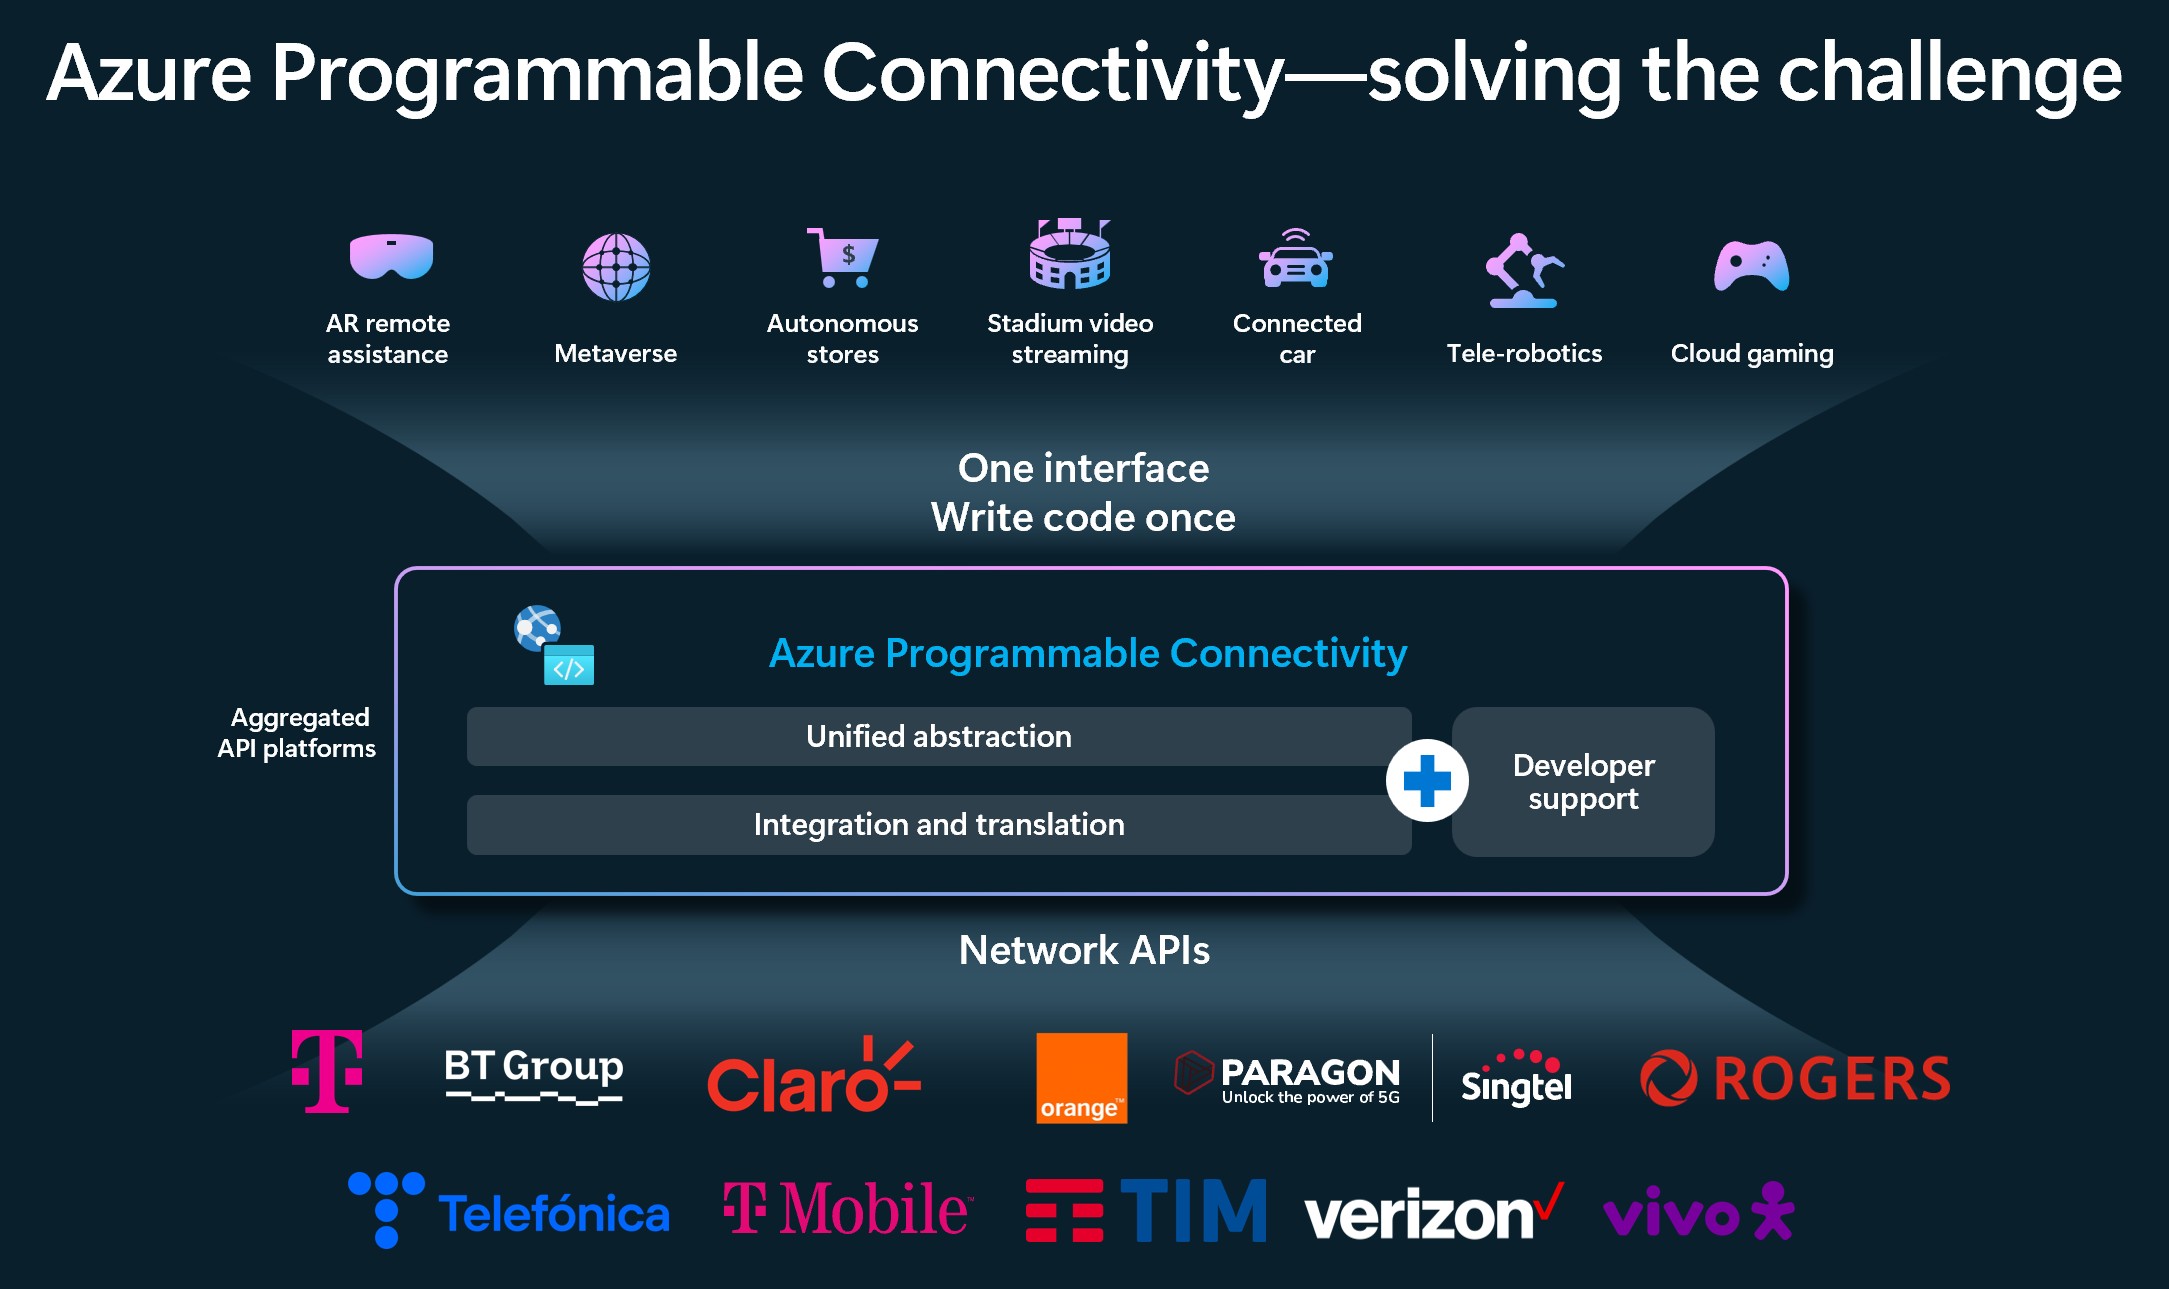 Azure Programmable Connectivity—solving the challenge
$
AR remote
assistance
Metaverse
Autonomous
stores
Stadium video
streaming
Connected
car
Tele-robotics
Cloud gaming
One interface
Write code once
</>
Azure Programmable Connectivity
Aggregated
API platforms
Unified abstraction
Integration and translation
Developer
support
Network APIs
T
BT Group
Claro
orange™
PARAGON
Unlock the power of 5G
Singtel
ROGERS
Telefónica
T Mobile™
TIM
verizon✓
vivo